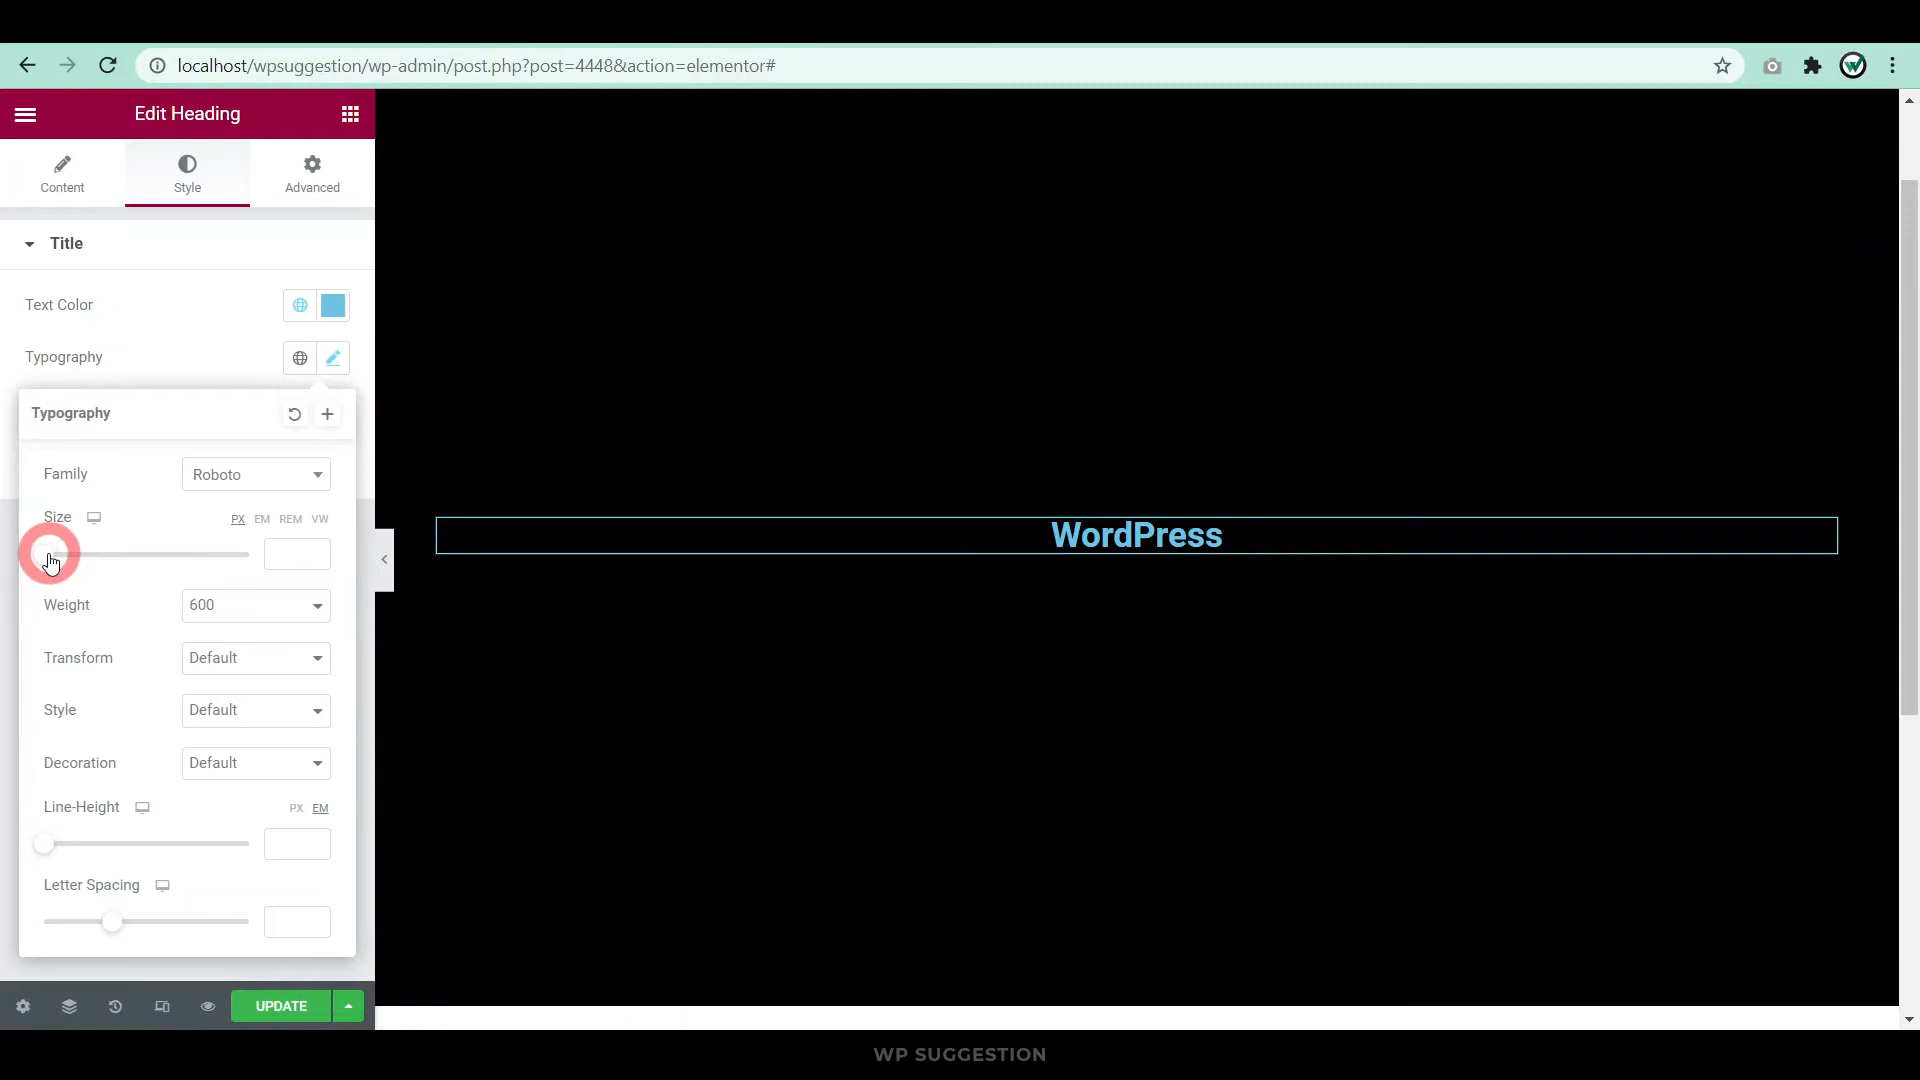 localhost/wpsuggestion/wp-admin/post.php?post=4448&action=elementor#
Edit Heading
Content
Style
Advanced
Title
Text Color
Typography
Typography
Family
Roboto
Size
PX EM REM VW
Weight
600
Transform
Default
Style
Default
Decoration
Default
Line-Height
PX EM
Letter Spacing
UPDATE
WordPress
WP SUGGESTION